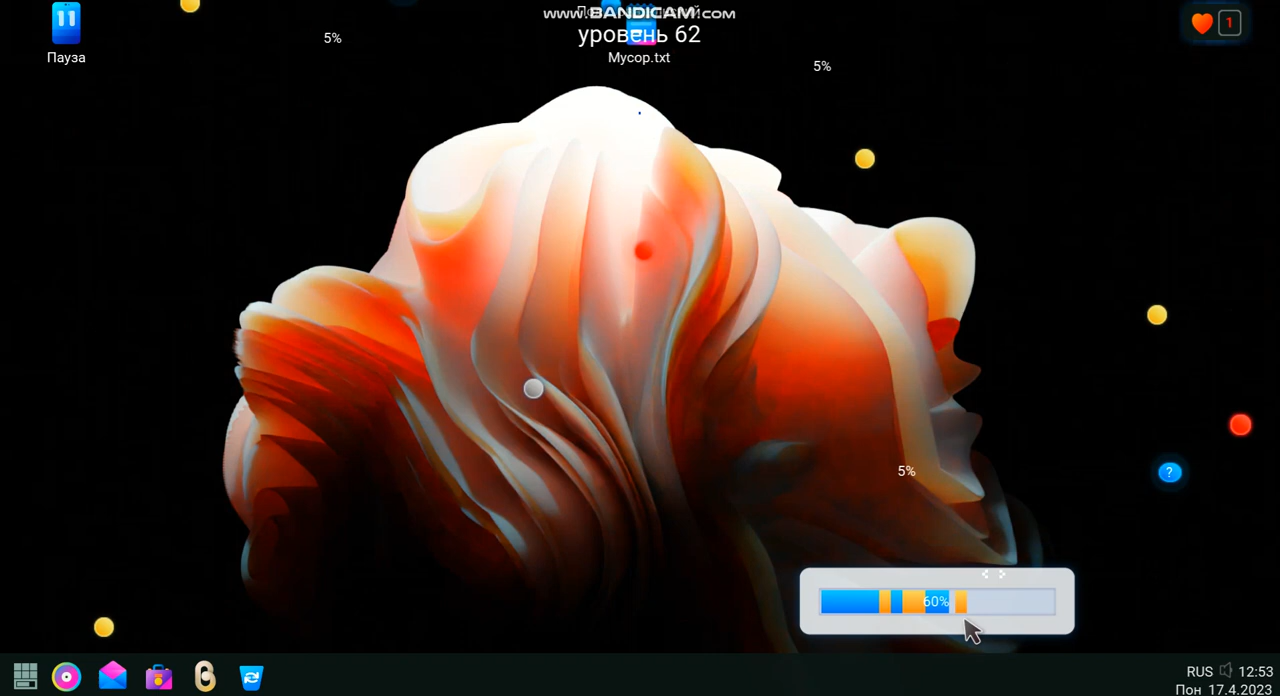 www.BANDICAM.com
уровень 62
Пауза
Мусор.txt
1
5%
5%
5%
?
60%
RUS 12:53
Пон 17.4.2023